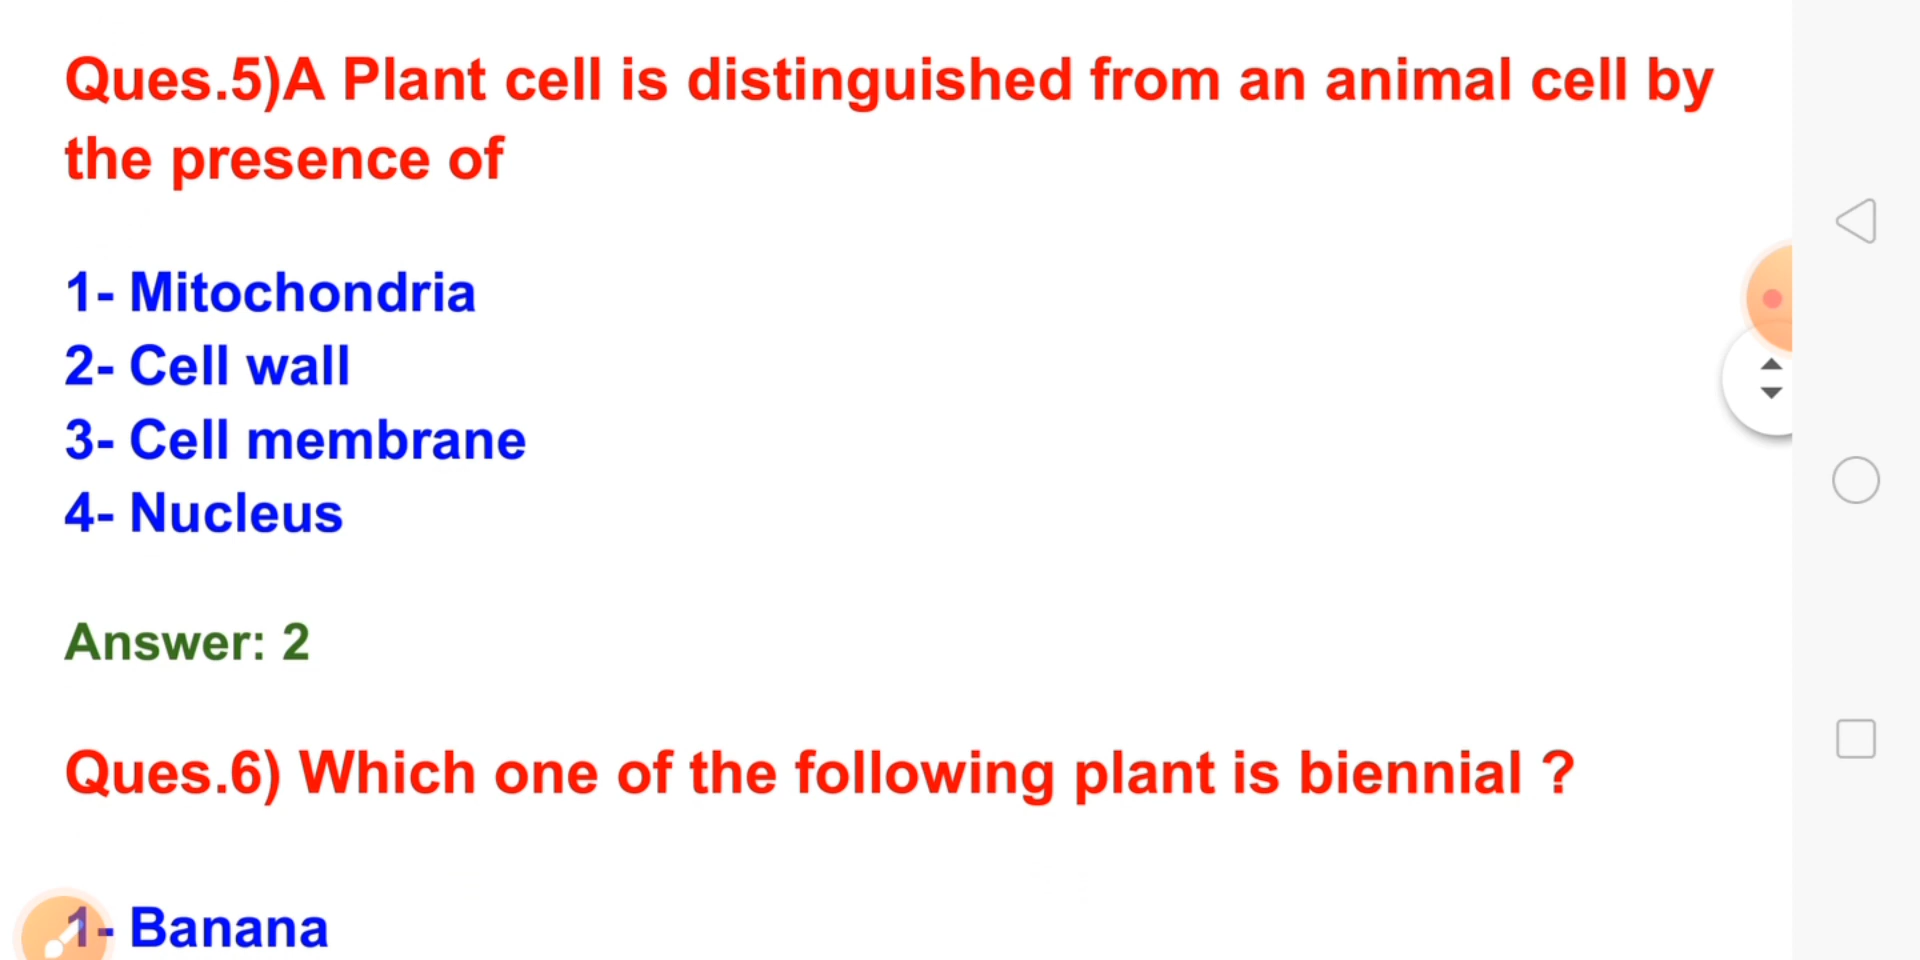 Ques.5)A Plant cell is distinguished from an animal cell by
the presence of
1- Mitochondria
2- Cell wall
3- Cell membrane
4- Nucleus
Answer: 2
Ques.6) Which one of the following plant is biennial ?
1- Banana